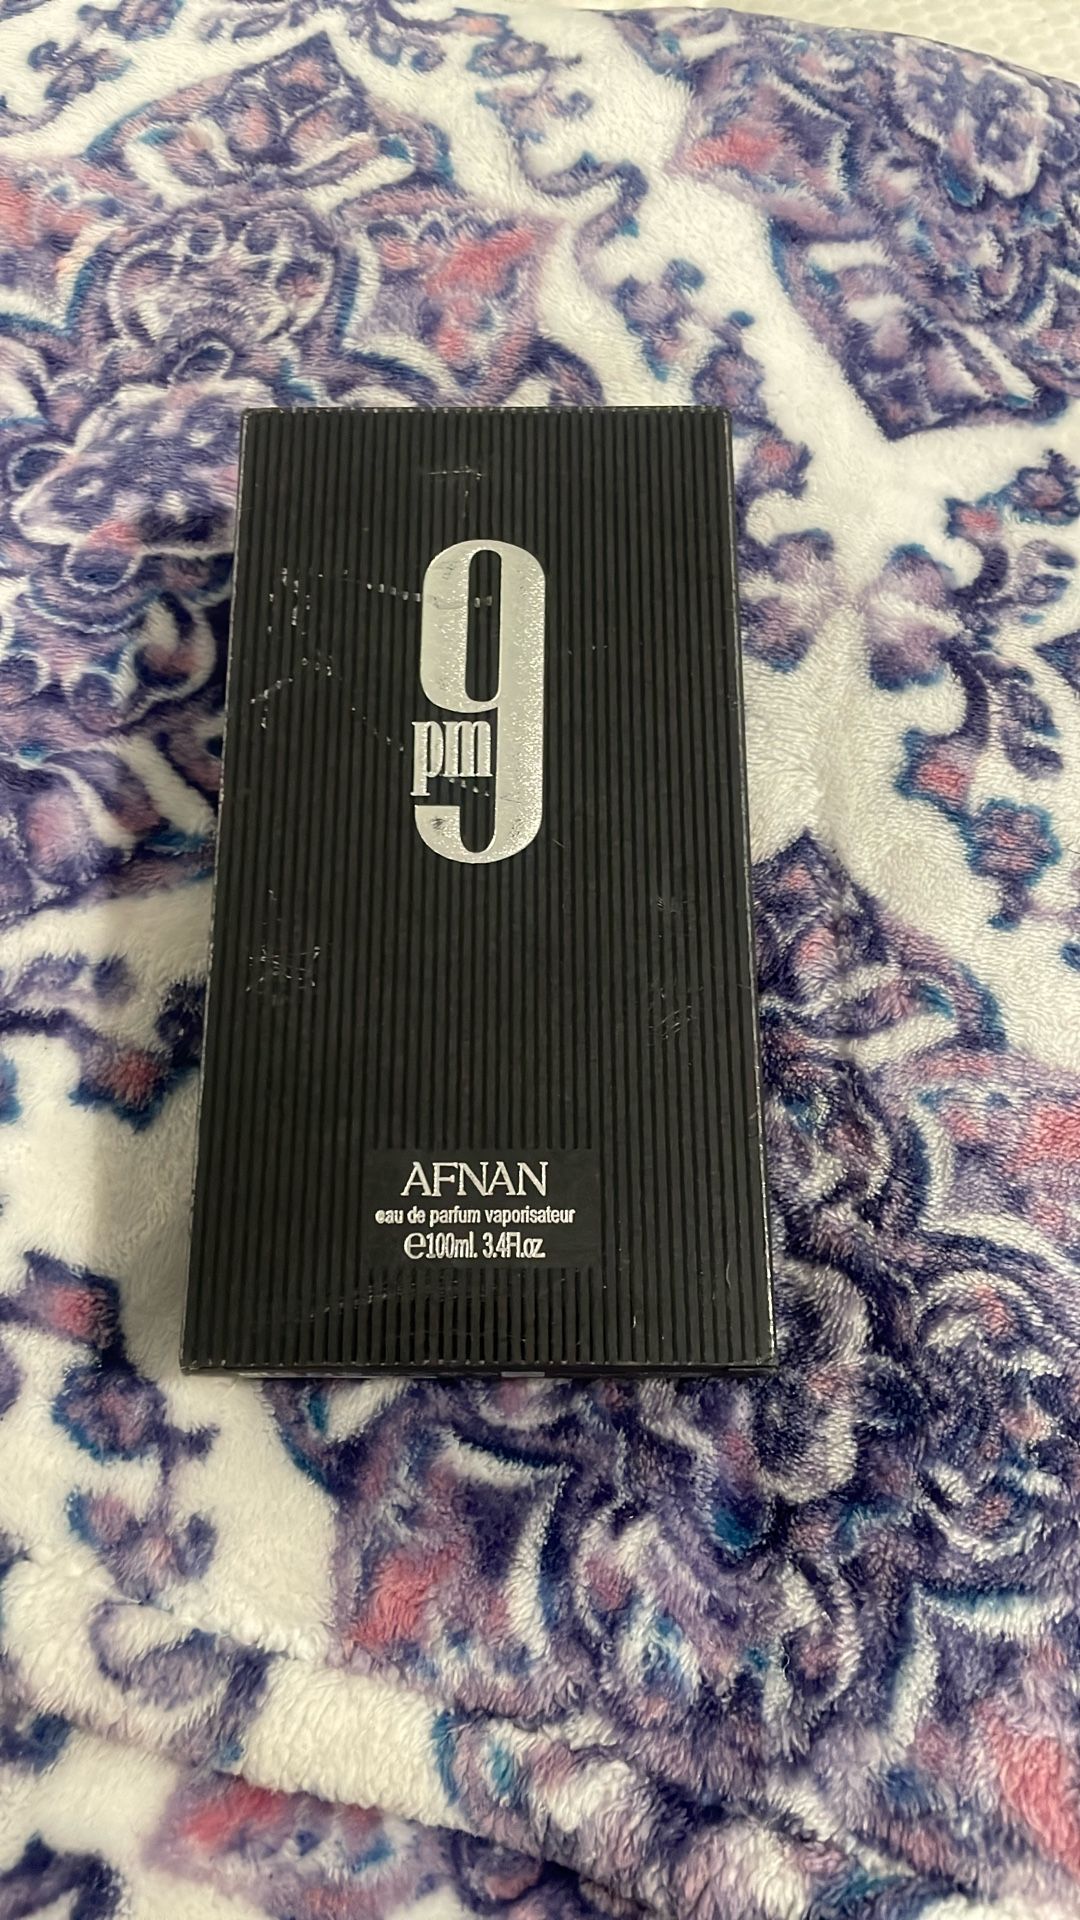 9
pm
AFNAN
eau de parfum vaporisateur
℮100ml. 3.4Fl.oz.